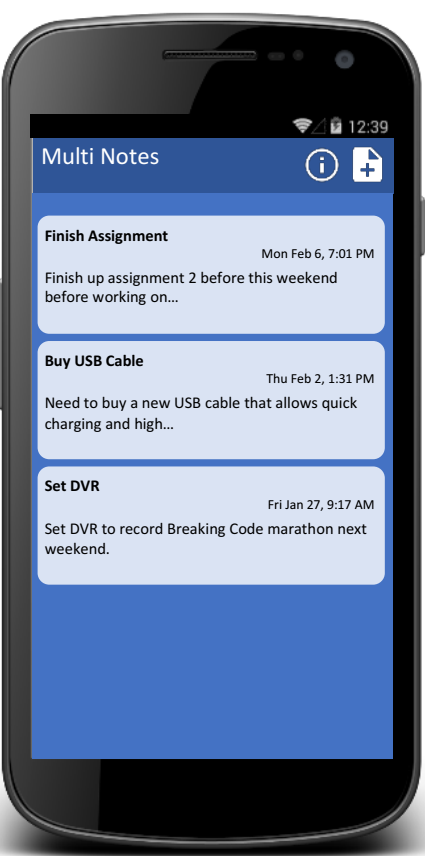 12:39
Multi Notes
Finish Assignment
Mon Feb 6, 7:01 PM
Finish up assignment 2 before this weekend
before working on…
Buy USB Cable
Thu Feb 2, 1:31 PM
Need to buy a new USB cable that allows quick
charging and high…
Set DVR
Fri Jan 27, 9:17 AM
Set DVR to record Breaking Code marathon next
weekend.